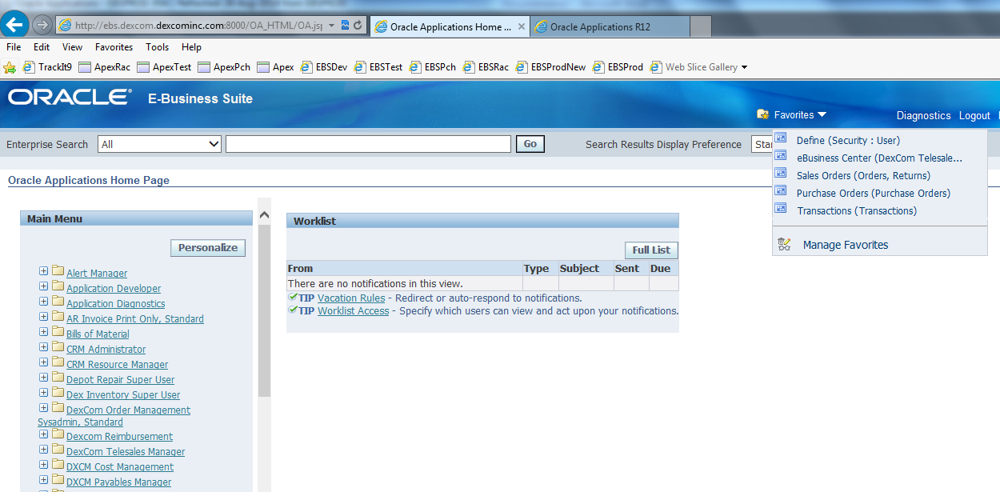 http://ebs.dexcom.dexcominc.com:8000/OA_HTML/OA.jsp
Oracle Applications Home ...
Oracle Applications R12
File Edit View Favorites Tools Help
TrackIt9 ApexRac ApexTest ApexPch Apex EBSDev EBSTest EBSPch EBSRac EBSProdNew EBSProd Web Slice Gallery
ORACLE® E-Business Suite
Favorites Diagnostics Logout
Enterprise Search All Go Search Results Display Preference
Define (Security : User)
eBusiness Center (DexCom Telesale...
Sales Orders (Orders, Returns)
Purchase Orders (Purchase Orders)
Transactions (Transactions)
Manage Favorites
Oracle Applications Home Page
Main Menu
Personalize
Alert Manager
Application Developer
Application Diagnostics
AR Invoice Print Only, Standard
Bills of Material
CRM Administrator
CRM Resource Manager
Depot Repair Super User
Dex Inventory Super User
DexCom Order Management
Sysadmin, Standard
Dexcom Reimbursement
DexCom Telesales Manager
DXCM Cost Management
DXCM Payables Manager
Worklist
Full List
From Type Subject Sent Due
There are no notifications in this view.
TIP Vacation Rules - Redirect or auto-respond to notifications.
TIP Worklist Access - Specify which users can view and act upon your notifications.